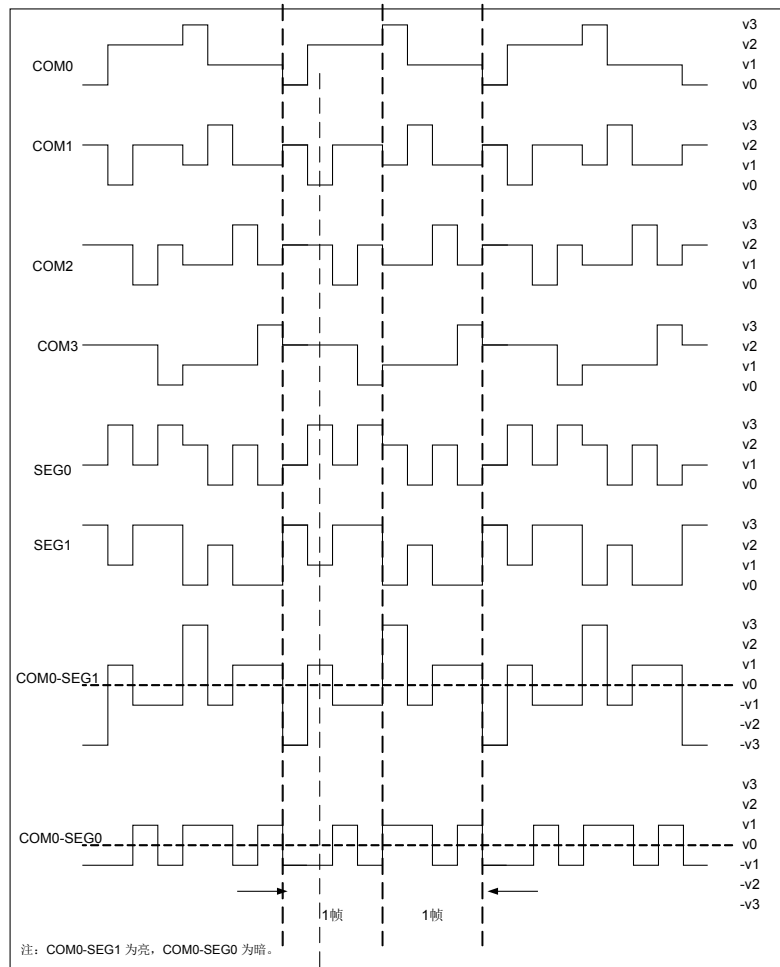 COM0
v3
v2
v1
v0
COM1
v3
v2
v1
v0
COM2
v3
v2
v1
v0
COM3
v3
v2
v1
v0
SEG0
v3
v2
v1
v0
SEG1
v3
v2
v1
v0
COM0-SEG1
v3
v2
v1
v0
-v1
-v2
-v3
COM0-SEG0
v3
v2
v1
v0
-v1
-v2
-v3
1帧 1帧
注：COM0-SEG1 为亮，COM0-SEG0 为暗。